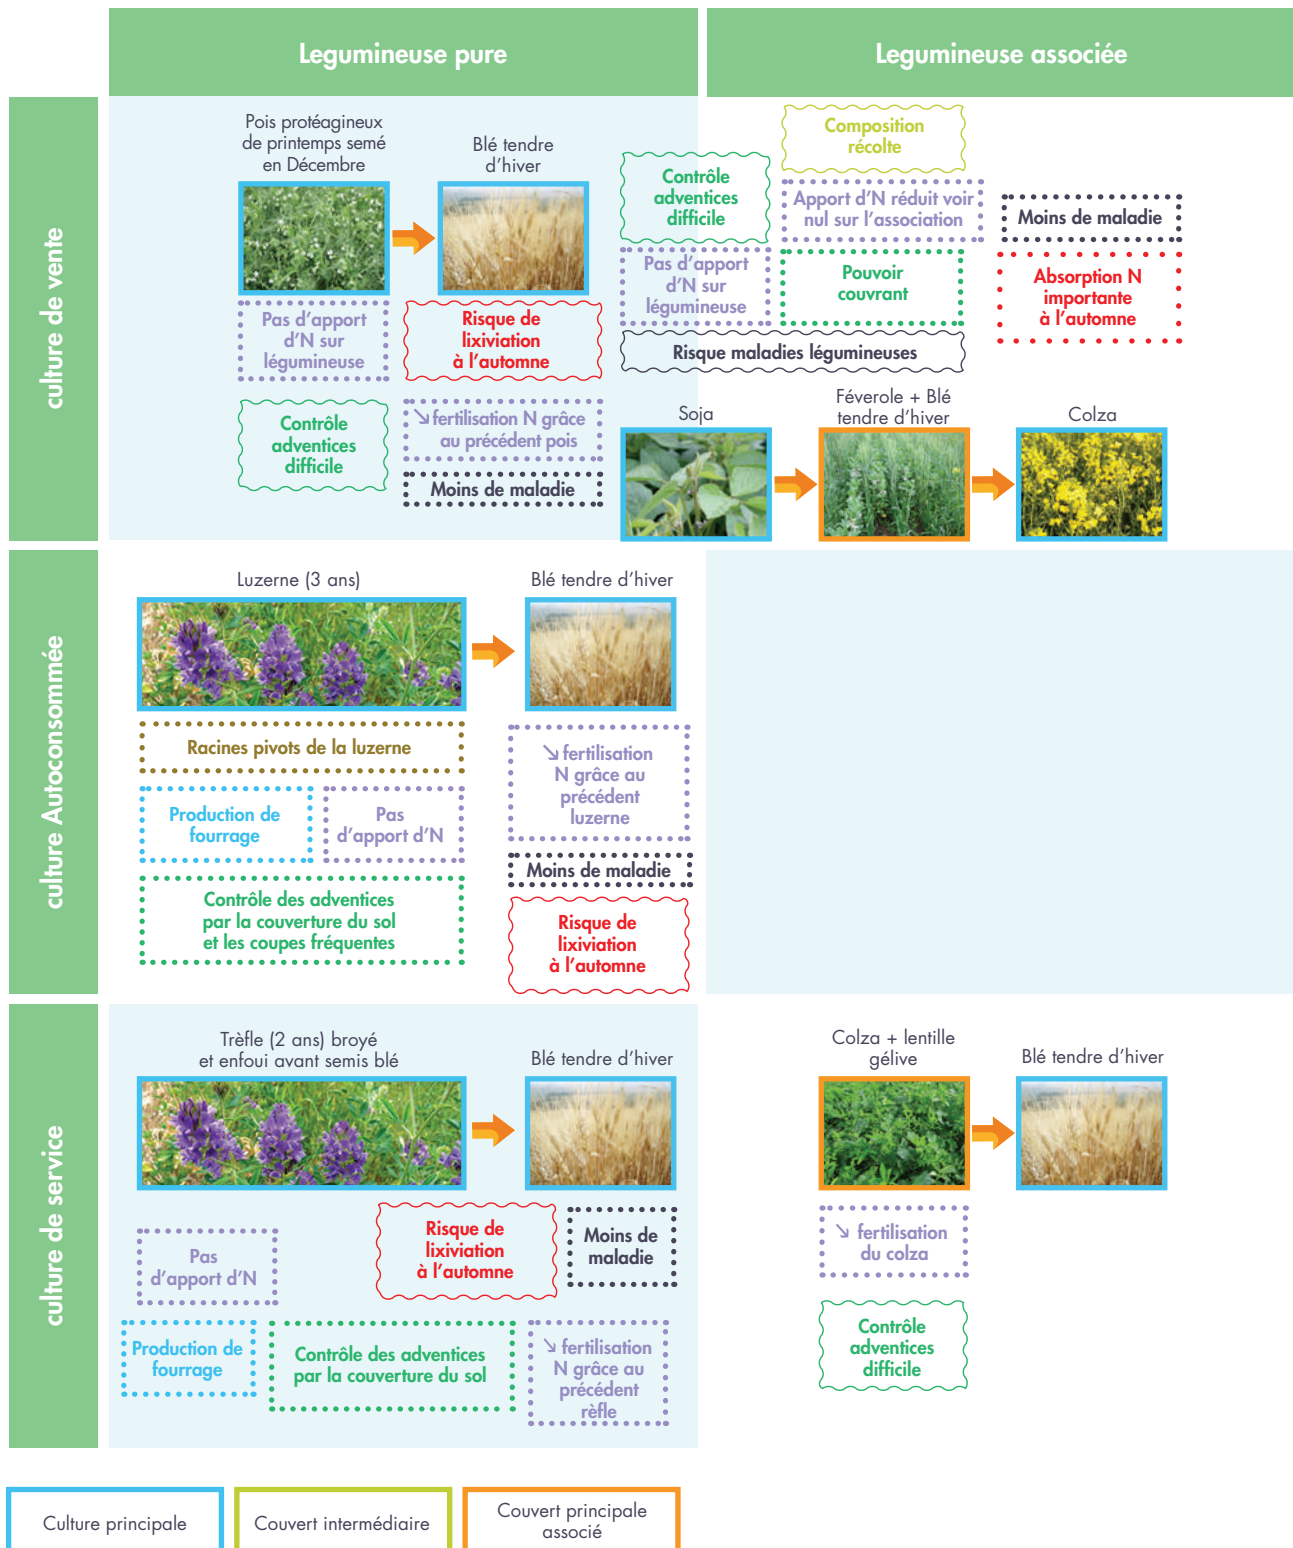 Legumineuse pure
Legumineuse associée
culture de vente
Pois protéagineux
de printemps semé
en Décembre
Blé tendre
d'hiver
Pas d'apport
d'N sur
légumineuse
Risque de
lixiviation
à l'automne
Contrôle
adventices
difficile
↘ fertilisation N grâce
au précédent pois
Moins de maladie
Contrôle
adventices
difficile
Composition
récolte
Pas d'apport
d'N sur
légumineuse
Apport d'N réduit voir
nul sur l'association
Pouvoir
couvrant
Moins de maladie
Absorption N
importante
à l'automne
Risque maladies légumineuses
Soja
Féverole + Blé
tendre d'hiver
Colza
culture Autoconsommée
Luzerne (3 ans)
Blé tendre d'hiver
Racines pivots de la luzerne
Production de
fourrage
Pas
d'apport d'N
Contrôle des adventices
par la couverture du sol
et les coupes fréquentes
↘ fertilisation
N grâce au
précédent
luzerne
Moins de maladie
Risque de
lixiviation
à l'automne
culture de service
Trèfle (2 ans) broyé
et enfoui avant semis blé
Blé tendre d'hiver
Pas
d'apport d'N
Risque de
lixiviation
à l'automne
Moins de
maladie
Production de
fourrage
Contrôle des adventices
par la couverture du sol
↘ fertilisation
N grâce au
précédent
rèfle
Colza + lentille
gélive
Blé tendre d'hiver
↘ fertilisation
du colza
Contrôle
adventices
difficile
Culture principale
Couvert intermédiaire
Couvert principale
associé